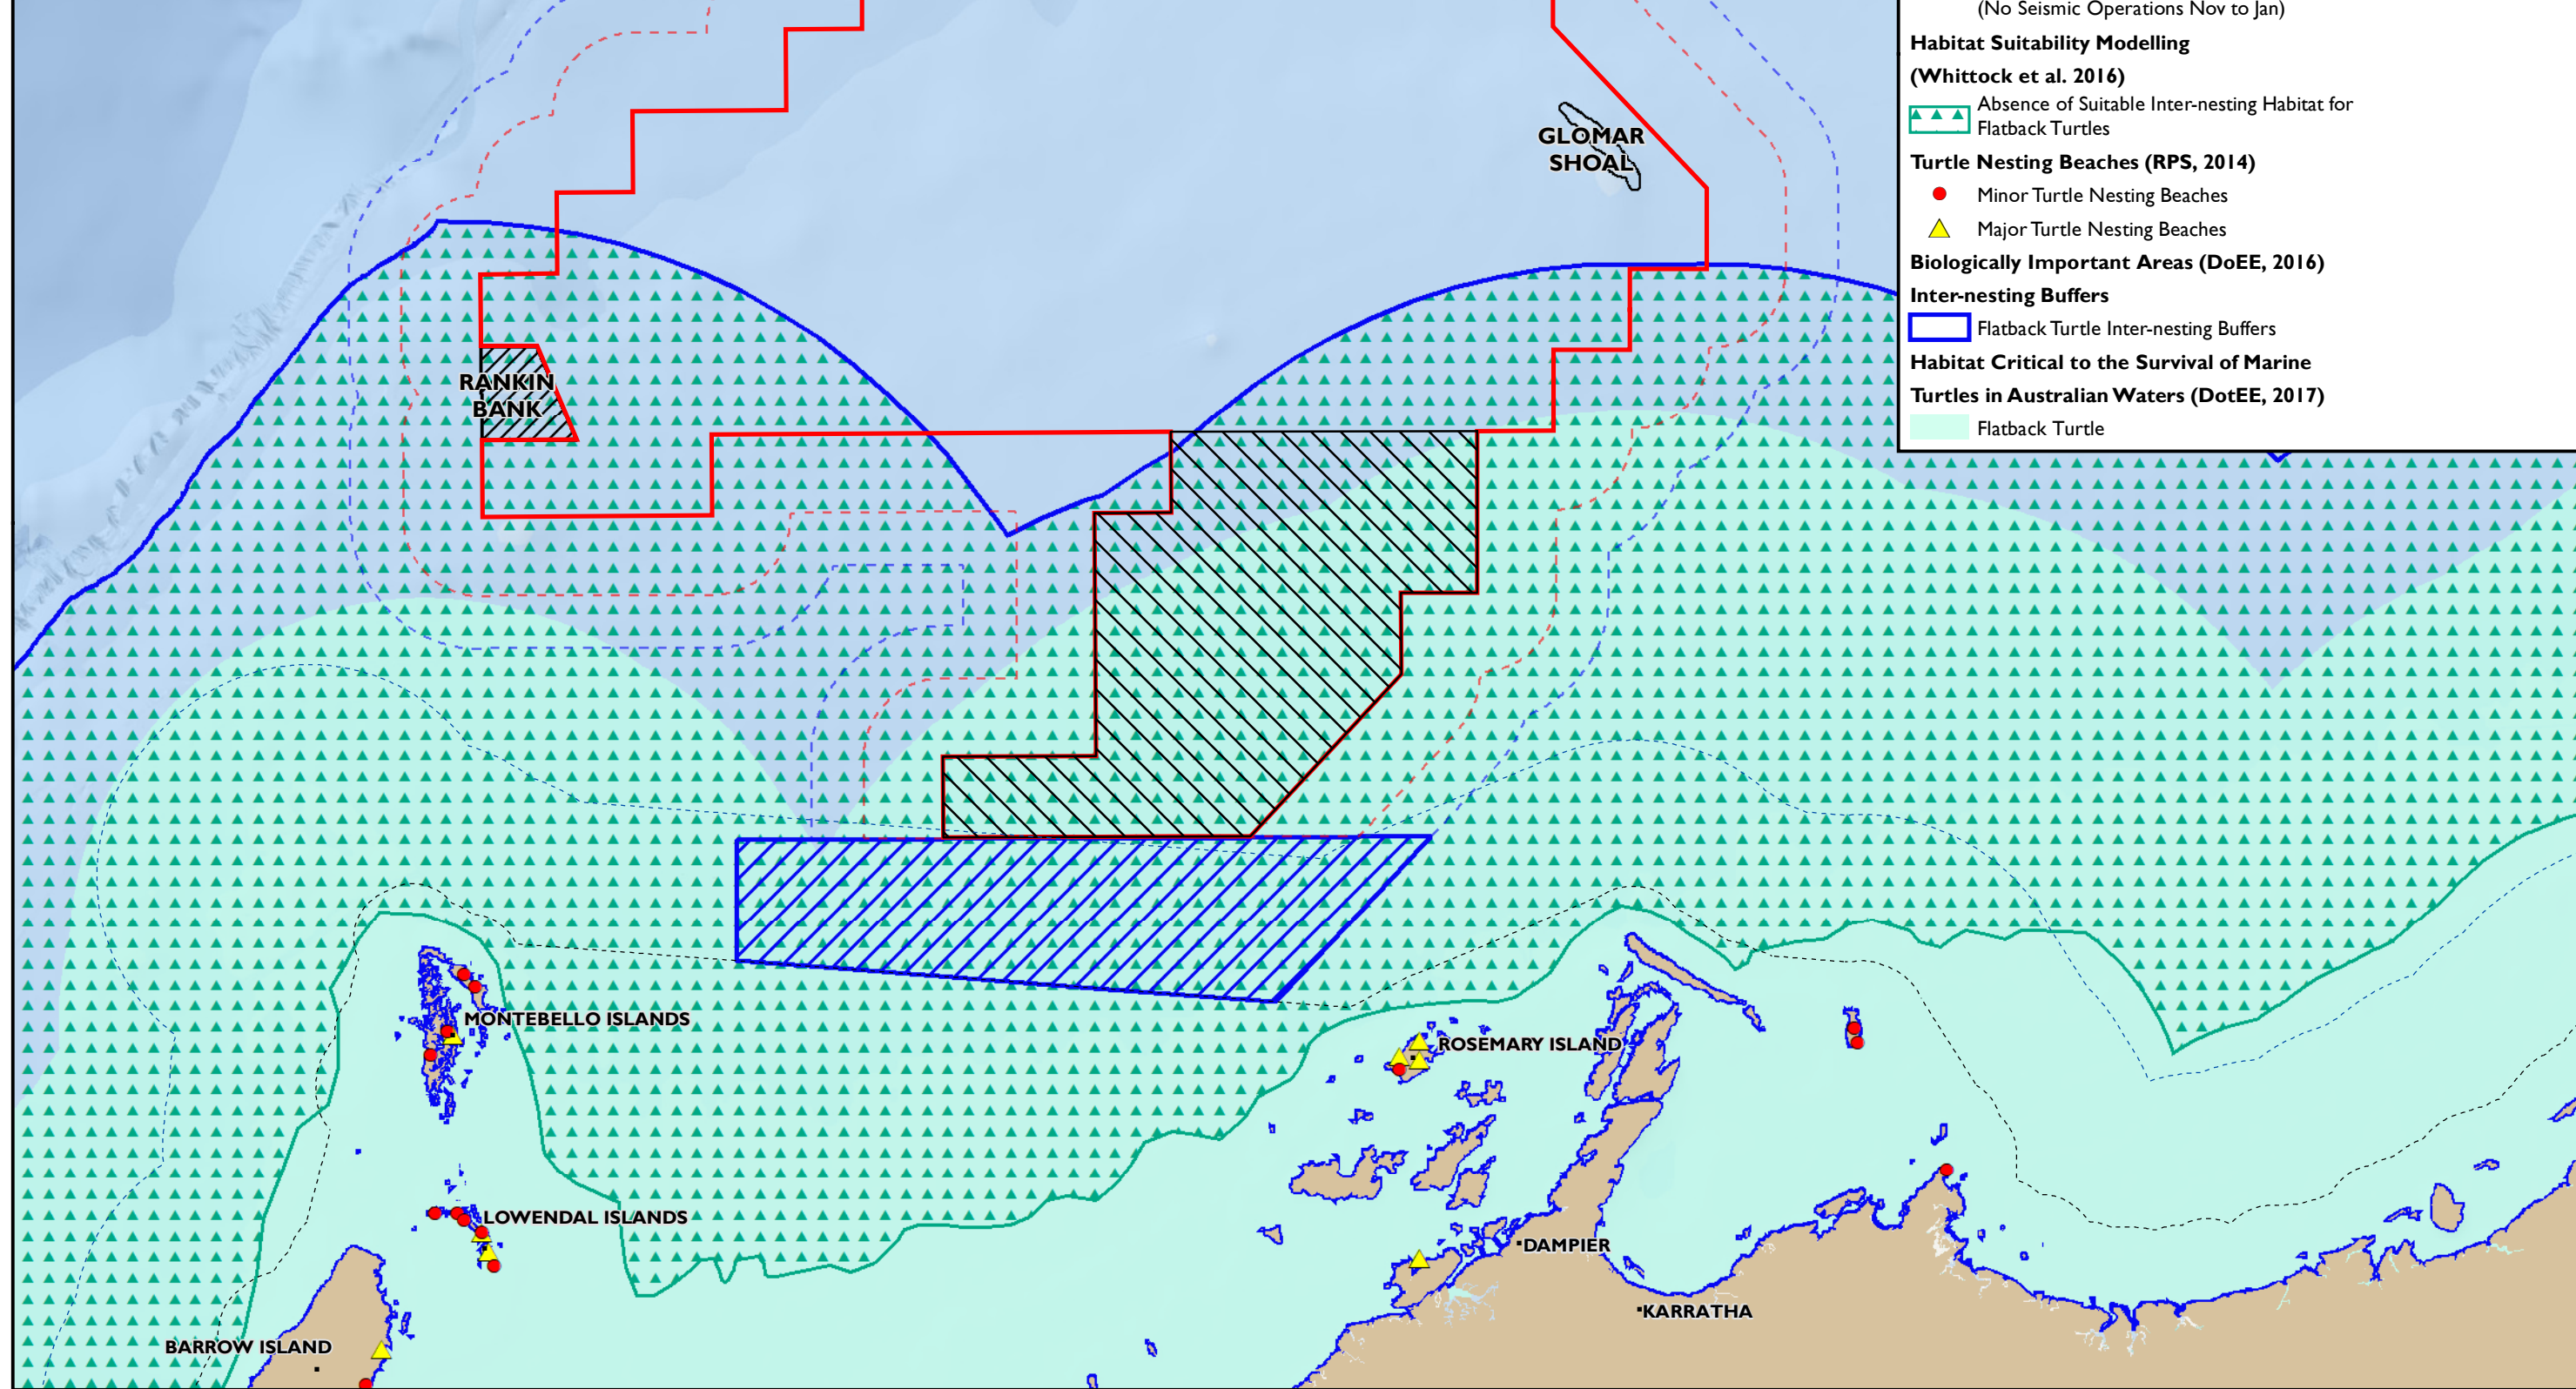 (No Seismic Operations Nov to Jan)
Habitat Suitability Modelling
(Whittock et al. 2016)
Absence of Suitable Inter-nesting Habitat for
Flatback Turtles
Turtle Nesting Beaches (RPS, 2014)
Minor Turtle Nesting Beaches
Major Turtle Nesting Beaches
Biologically Important Areas (DoEE, 2016)
Inter-nesting Buffers
Flatback Turtle Inter-nesting Buffers
Habitat Critical to the Survival of Marine
Turtles in Australian Waters (DotEE, 2017)
Flatback Turtle
GLOMAR
SHOAL
RANKIN
BANK
MONTEBELLO ISLANDS
ROSEMARY ISLAND
LOWENDAL ISLANDS
DAMPIER
KARRATHA
BARROW ISLAND